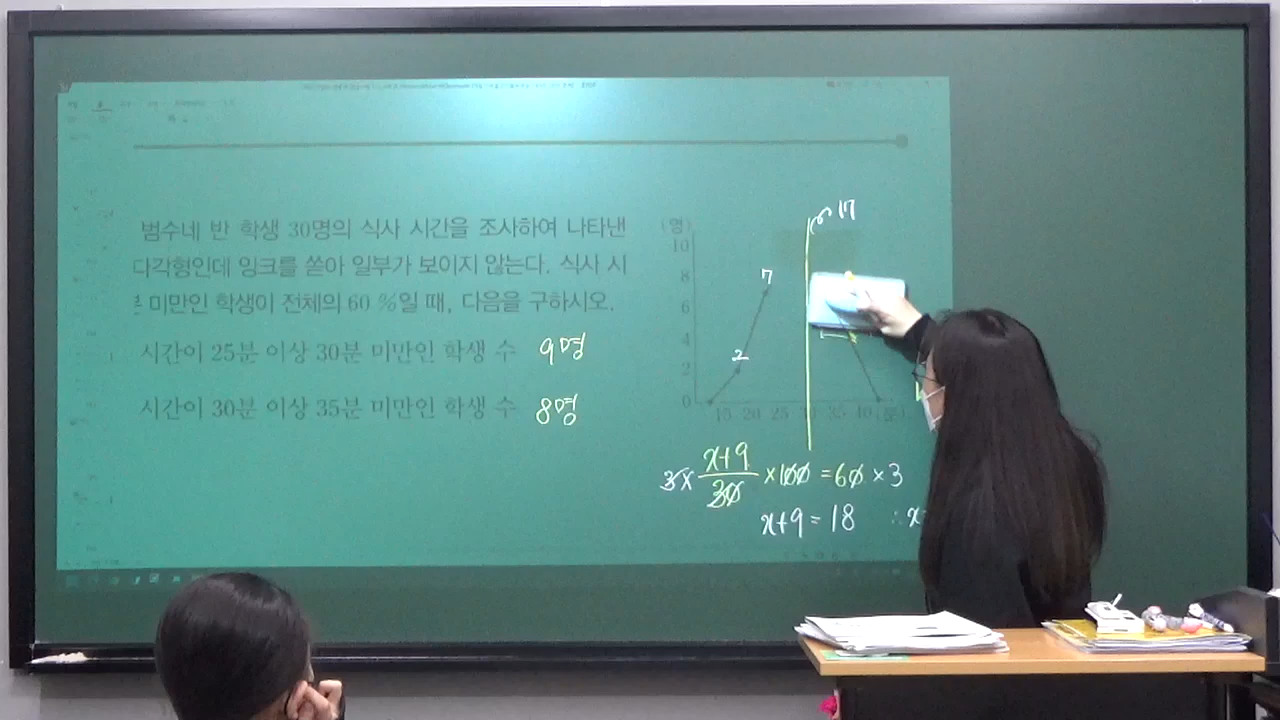 범수네 반 학생 30명의 식사 시간을 조사하여 나타낸
다각형인데 잉크를 쏟아 일부가 보이지 않는다. 식사 시
미만인 학생이 전체의 60 %일 때, 다음을 구하시오.
시간이 25분 이상 30분 미만인 학생 수 9명
시간이 30분 이상 35분 미만인 학생 수 8명
17
(명)
10
8
7
6
4
2
2
0
15 20 25 30 35 40 (분)
3× x+9/30 ×100 = 60 × 3
x+9 = 18 ∴ x=